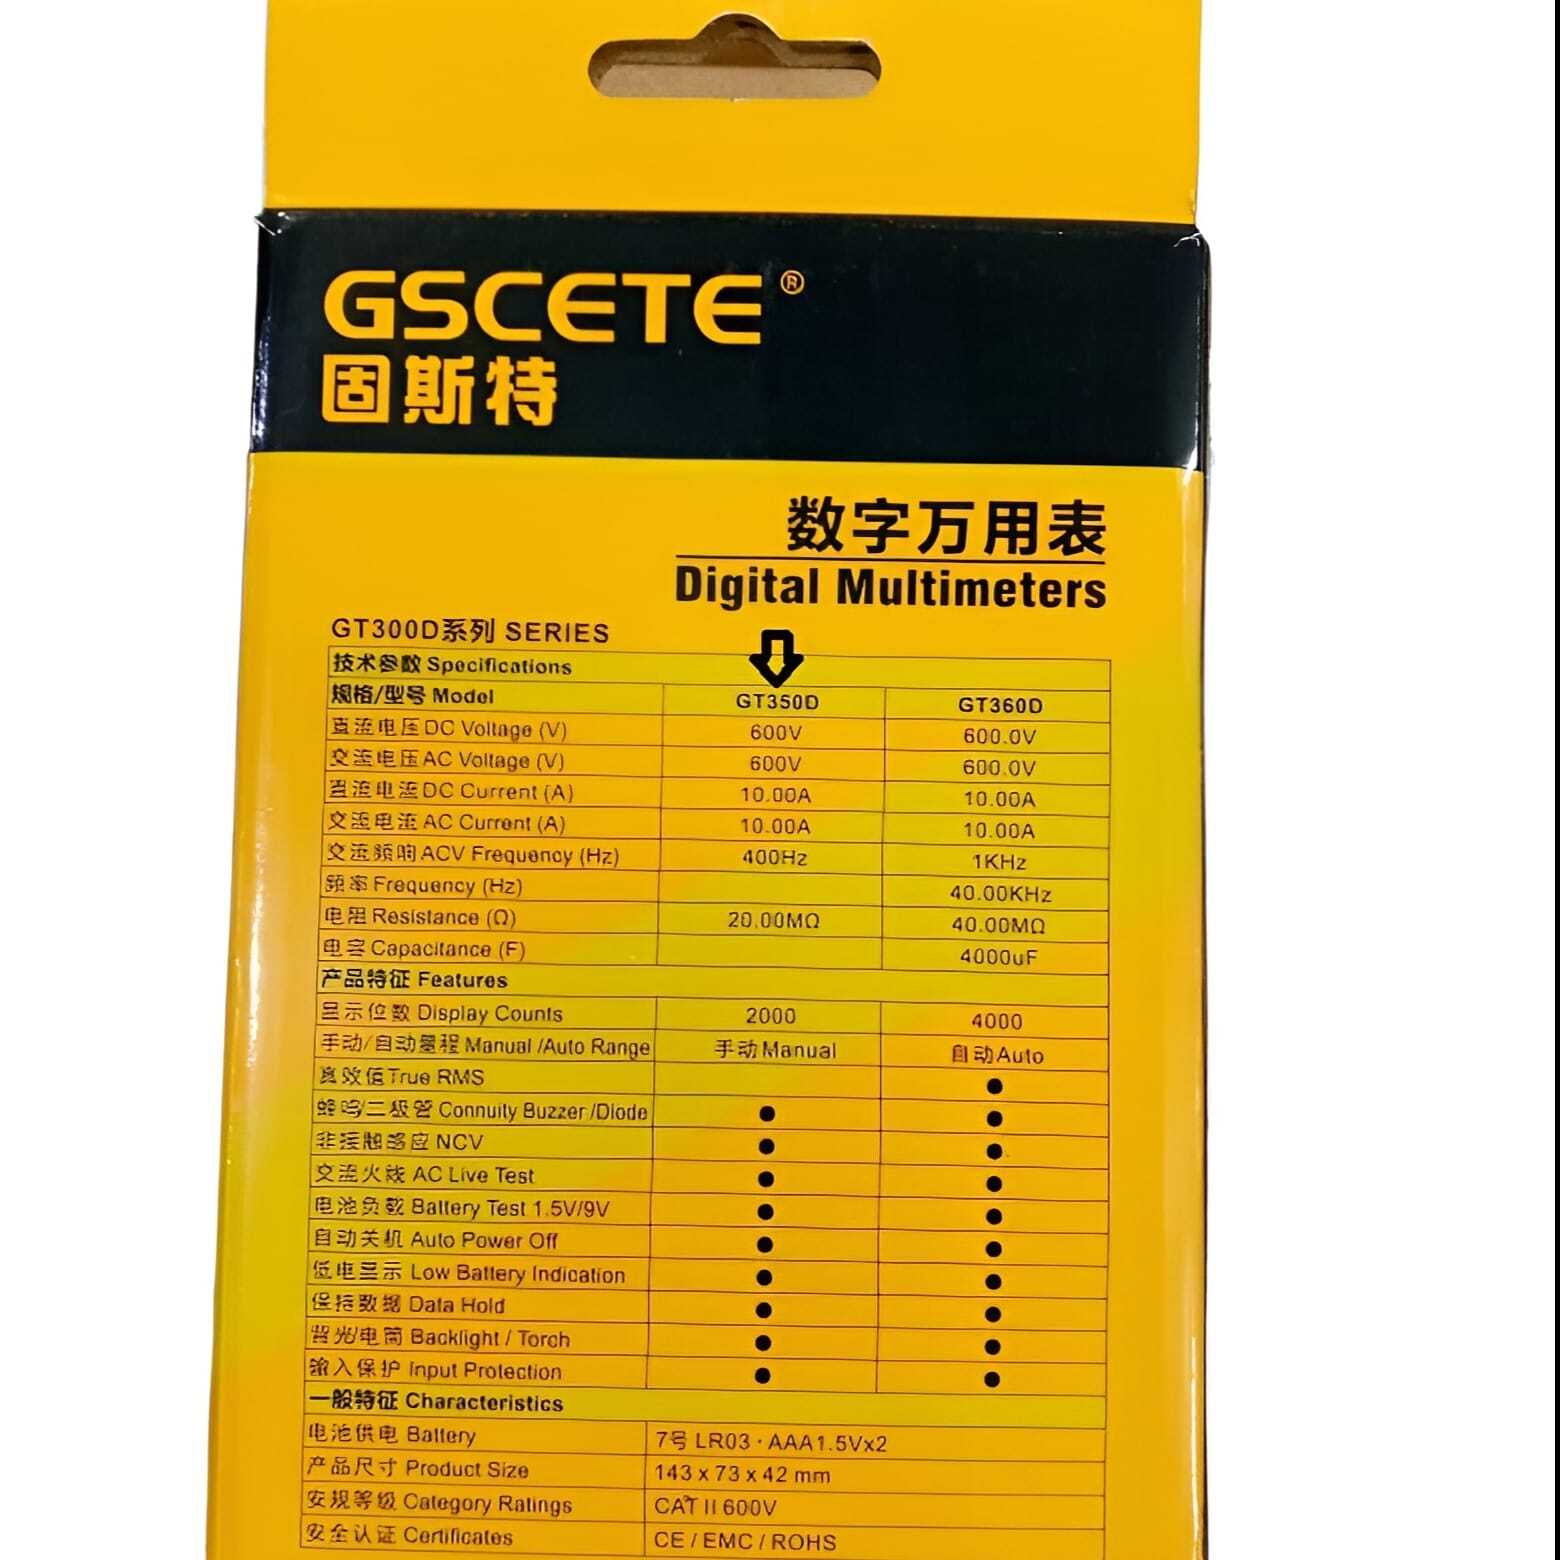 GSCETE®
固斯特
数字万用表
Digital Multimeters
GT300D系列 SERIES
技术参数 Specifications
规格/型号 Model GT350D GT360D
直流电压 DC Voltage (V) 600V 600.0V
交流电压 AC Voltage (V) 600V 600.0V
直流电流 DC Current (A) 10.00A 10.00A
交流电流 AC Current (A) 10.00A 10.00A
交流频响 ACV Frequency (Hz) 400Hz 1KHz
频率 Frequency (Hz) 40.00KHz
电阻 Resistance (Ω) 20.00MΩ 40.00MΩ
电容 Capacitance (F) 4000uF
产品特征 Features
显示位数 Display Counts 2000 4000
手动/自动量程 Manual /Auto Range 手动 Manual 自动 Auto
真效值 True RMS ●
蜂鸣/二极管 Connuity Buzzer /Diode ● ●
非接触感应 NCV ● ●
交流火线 AC Live Test ● ●
电池负载 Battery Test 1.5V/9V ● ●
自动关机 Auto Power Off ● ●
低电显示 Low Battery Indication ● ●
保持数据 Data Hold ● ●
背光/电筒 Backlight / Torch ● ●
输入保护 Input Protection ● ●
一般特征 Characteristics
电池供电 Battery 7号 LR03 · AAA1.5Vx2
产品尺寸 Product Size 143 x 73 x 42 mm
安规等级 Category Ratings CAT II 600V
安全认证 Certificates CE / EMC / ROHS